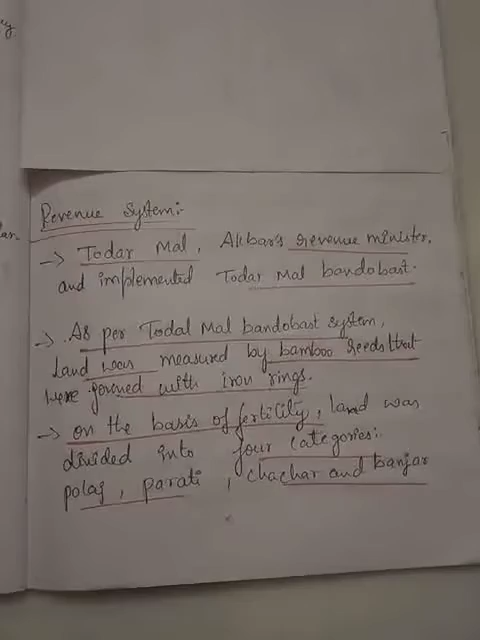 Revenue System:-
-> Todar Mal, Akbar's revenue minister,
and implemented Todar Mal bandobast.
-> As per Todal Mal bandobast system,
Land was measured by bamboo reeds that
were joined with iron rings.
-> on the basis of fertility, land was
divided into four categories:-
polaj, parati, chachar and banjar